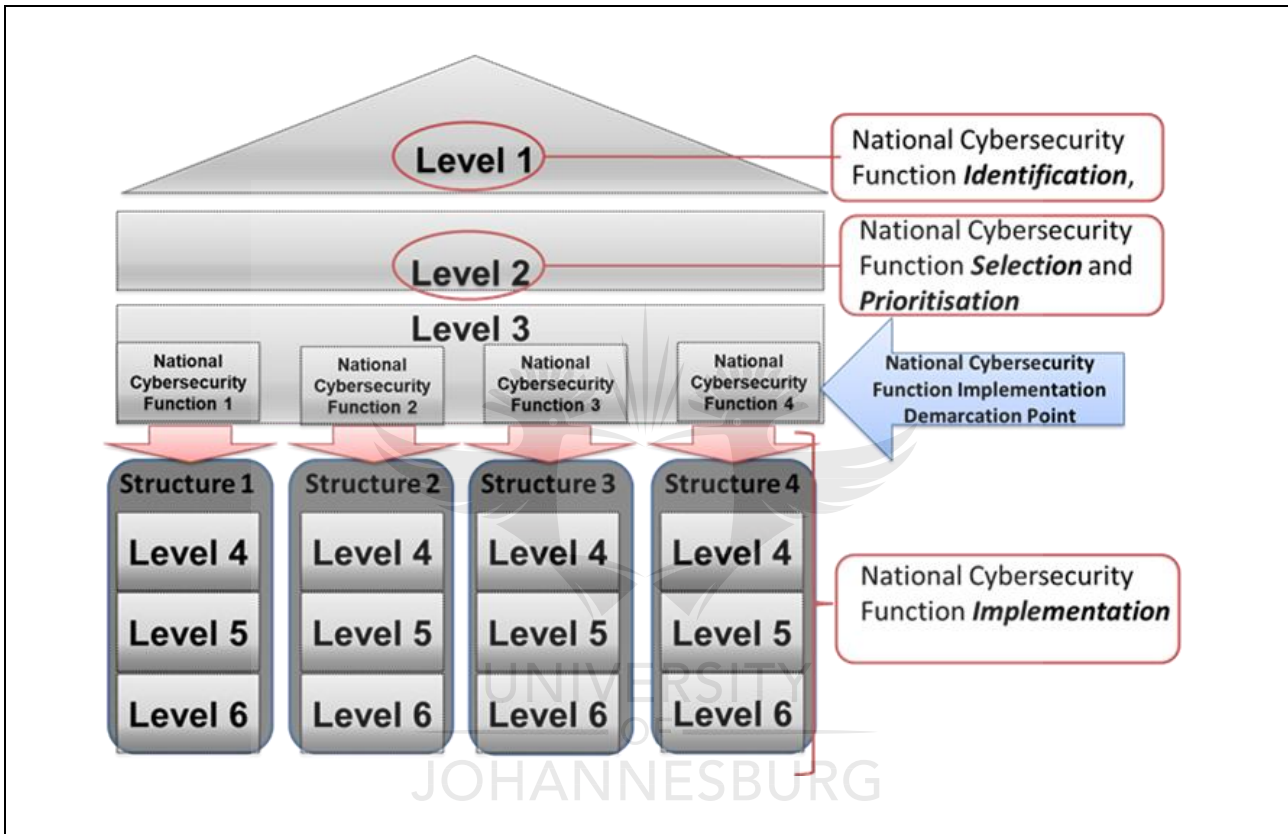 Level 1
National Cybersecurity
Function Identification,
Level 2
National Cybersecurity
Function Selection and
Prioritisation
Level 3
National
Cybersecurity
Function 1
National
Cybersecurity
Function 2
National
Cybersecurity
Function 3
National
Cybersecurity
Function 4
National Cybersecurity
Function Implementation
Demarcation Point
Structure 1
Level 4
Level 5
Level 6
Structure 2
Level 4
Level 5
Level 6
Structure 3
Level 4
Level 5
Level 6
Structure 4
Level 4
Level 5
Level 6
National Cybersecurity
Function Implementation
UNIVERSITY
OF
JOHANNESBURG